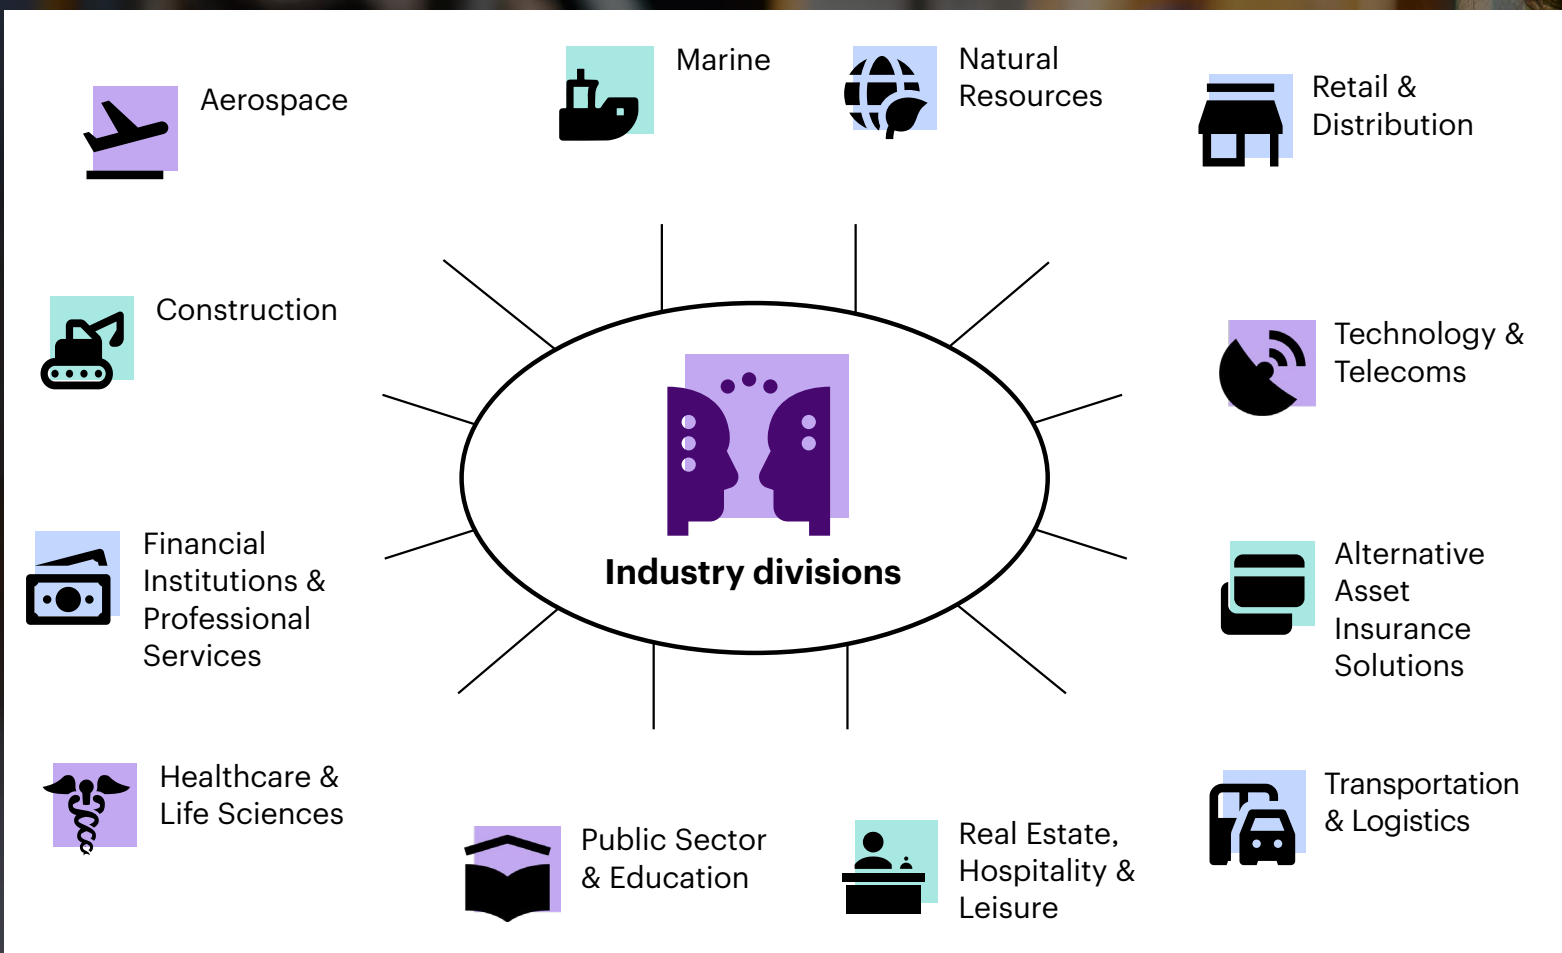 Aerospace
Marine
Natural
Resources
Retail &
Distribution
Construction
Technology &
Telecoms
Financial
Institutions &
Professional
Services
Industry divisions
Alternative
Asset
Insurance
Solutions
Healthcare &
Life Sciences
Public Sector
& Education
Real Estate,
Hospitality &
Leisure
Transportation
& Logistics